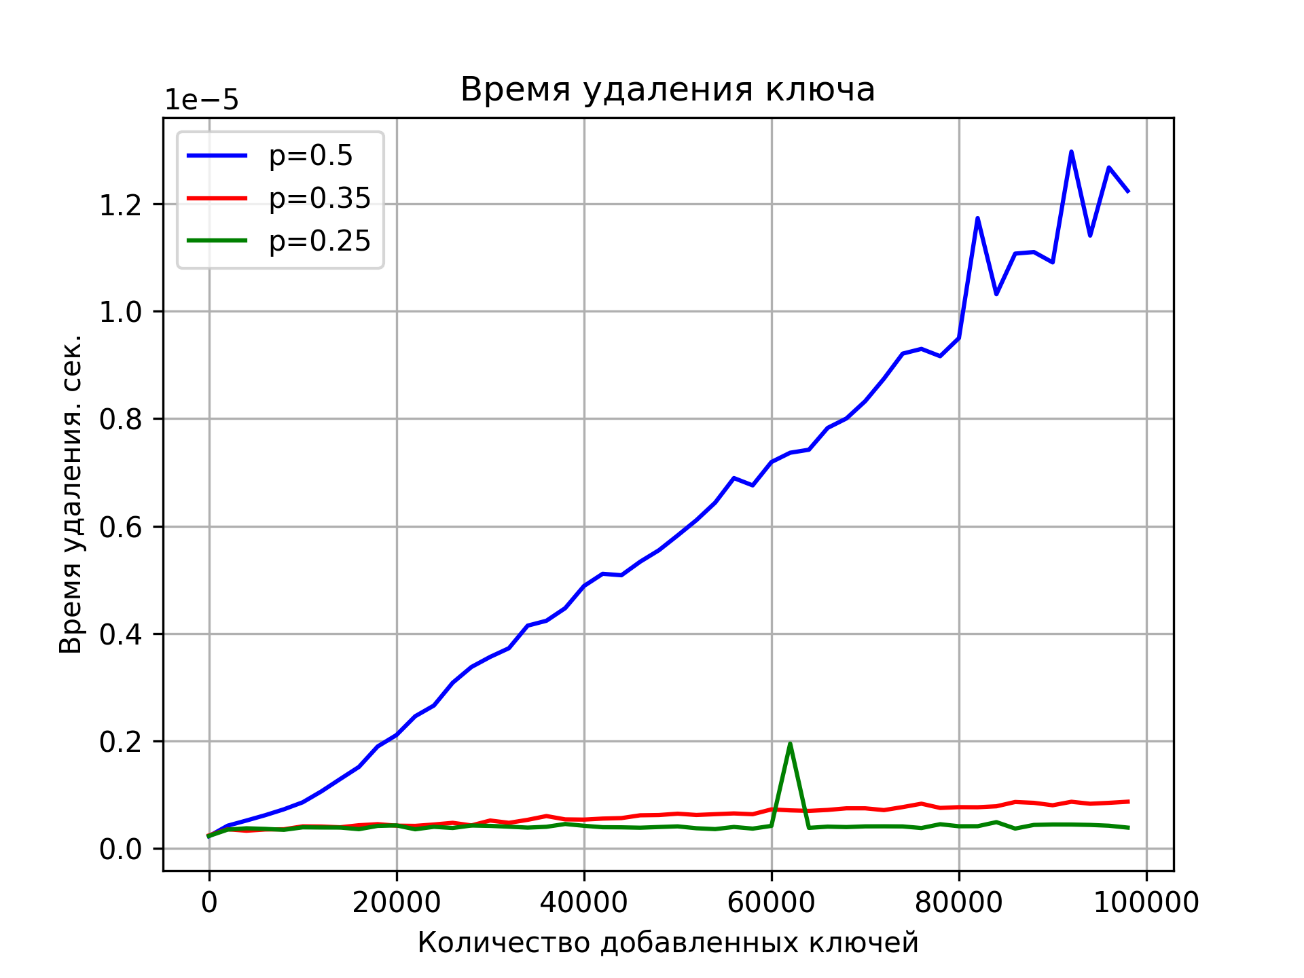 Время удаления ключа
1e−5
p=0.5
p=0.35
p=0.25
1.2
1.0
0.8
0.6
0.4
0.2
0.0
Время удаления. сек.
0 20000 40000 60000 80000 100000
Количество добавленных ключей